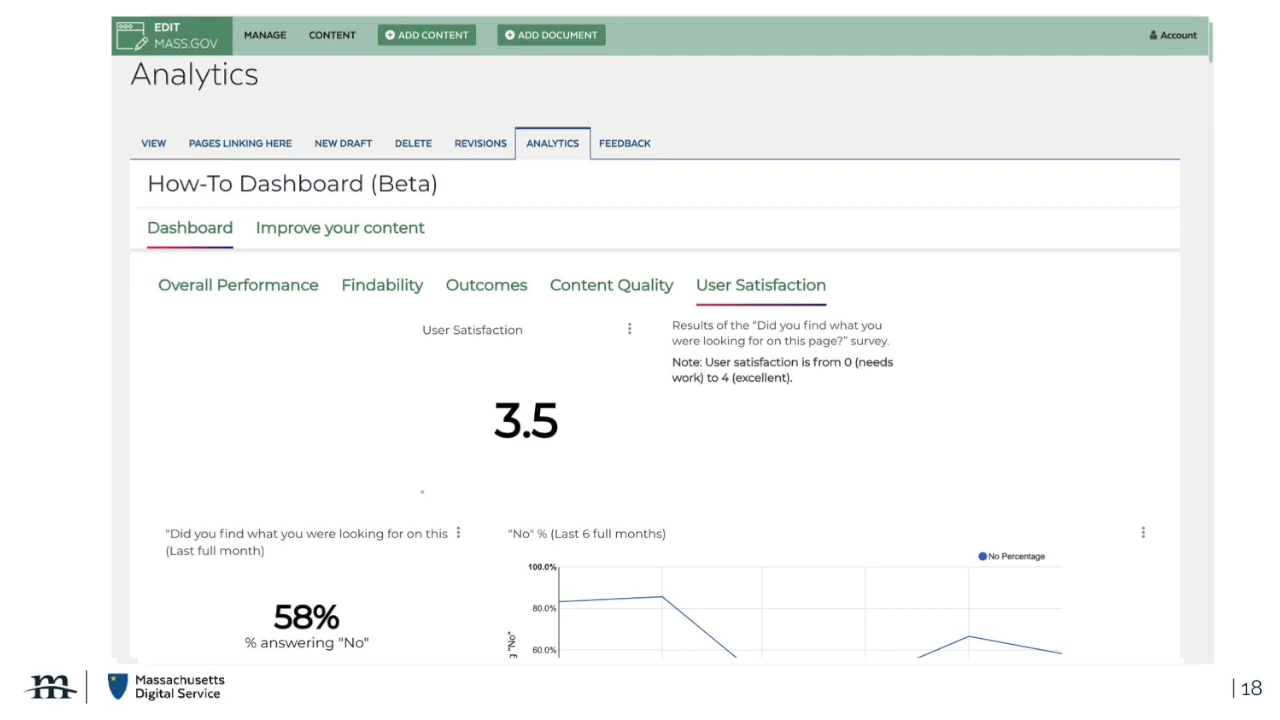 EDIT
MASS.GOV
MANAGE
CONTENT
ADD CONTENT
ADD DOCUMENT
Account
Analytics
VIEW
PAGES LINKING HERE
NEW DRAFT
DELETE
REVISIONS
ANALYTICS
FEEDBACK
How-To Dashboard (Beta)
Dashboard
Improve your content
Overall Performance
Findability
Outcomes
Content Quality
User Satisfaction
User Satisfaction
Results of the "Did you find what you
were looking for on this page?" survey.
Note: User satisfaction is from 0 (needs
work) to 4 (excellent).
3.5
"Did you find what you were looking for on this
(Last full month)
58%
% answering "No"
"No" % (Last 6 full months)
No Percentage
100.0%
80.0%
60.0%
"No"
m
Massachusetts
Digital Service
| 18